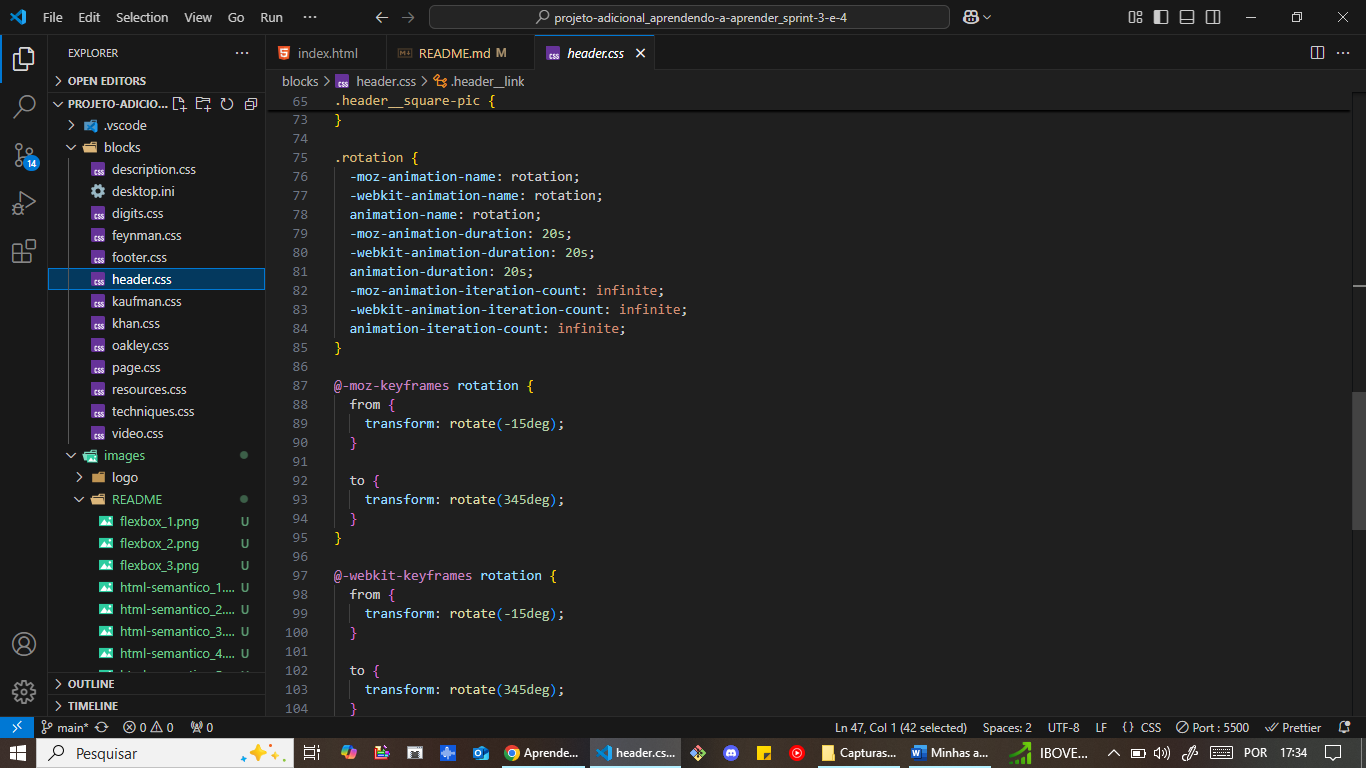 File Edit Selection View Go Run ··· projeto-adicional_aprendendo-a-aprender_sprint-3-e-4
EXPLORER ···
OPEN EDITORS
PROJETO-ADICIO...
.vscode
blocks
description.css
desktop.ini
digits.css
feynman.css
footer.css
header.css
kaufman.css
khan.css
oakley.css
page.css
resources.css
techniques.css
video.css
images
logo
README
flexbox_1.png U
flexbox_2.png U
flexbox_3.png U
html-semantico_1.... U
html-semantico_2.... U
html-semantico_3.... U
html-semantico_4.... U
OUTLINE
TIMELINE
14
index.html README.md M header.css
blocks > header.css > .header__link
65 .header__square-pic {
73 }
74
75 .rotation {
76 -moz-animation-name: rotation;
77 -webkit-animation-name: rotation;
78 animation-name: rotation;
79 -moz-animation-duration: 20s;
80 -webkit-animation-duration: 20s;
81 animation-duration: 20s;
82 -moz-animation-iteration-count: infinite;
83 -webkit-animation-iteration-count: infinite;
84 animation-iteration-count: infinite;
85 }
86
87 @-moz-keyframes rotation {
88 from {
89 transform: rotate(-15deg);
90 }
91
92 to {
93 transform: rotate(345deg);
94 }
95 }
96
97 @-webkit-keyframes rotation {
98 from {
99 transform: rotate(-15deg);
100 }
101
102 to {
103 transform: rotate(345deg);
104 }
main* 0 0 0 Ln 47, Col 1 (42 selected) Spaces: 2 UTF-8 LF {} CSS Port : 5500 Prettier
Pesquisar Aprende... header.cs... Capturas... Minhas a... IBOVE... POR 17:34